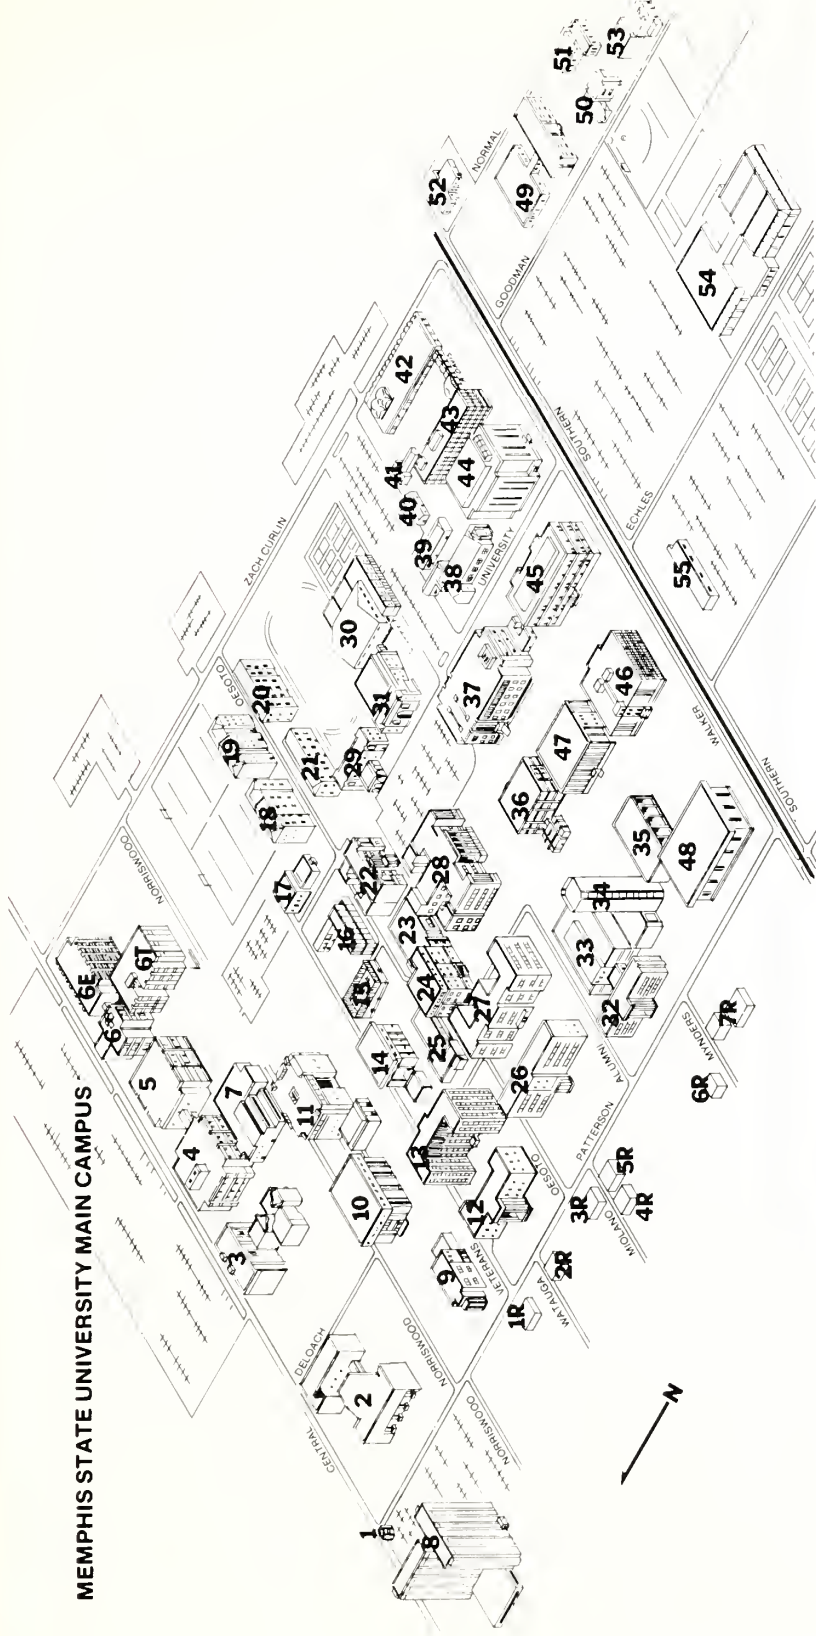 MEMPHIS STATE UNIVERSITY MAIN CAMPUS
1
2
3
4
5
6
6E
6T
7
8
9
10
11
12
13
14
15
16
17
18
19
20
21
22
23
24
25
26
27
28
29
30
31
32
33
34
35
36
37
38
39
40
41
42
43
44
45
46
47
48
49
50
51
52
53
54
55
1R
2R
3R
4R
5R
6R
7R
CENTRAL
DELOACH
NORRISWOOD
NORRISWOOD
NORRISWOOD
VETERANS
WATAUGA
MIDLAND
PATTERSON
DESOTO
DESOTO
ALUMNI
MYNDERS
ZACH CURLIN
UNIVERSITY
WALKER
SOUTHERN
SOUTHERN
ECHLES
GOODMAN
NORMAL
N